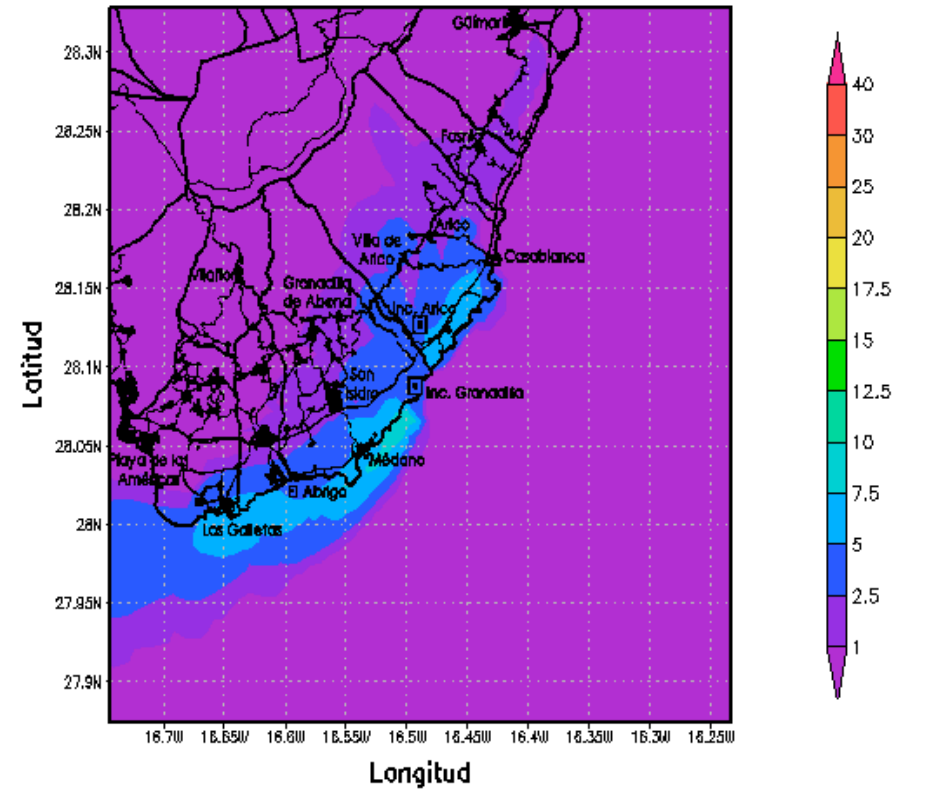 Güimar
28.3N
28.25N
Fasnia
28.2N
Arico
Villa de
Arico
Casablanca
Vilaflor
Granadilla
de Abona
28.15N
Inc. Arico
28.1N
San
Isidro
Inc. Granadilla
28.05N
Playa de las
Américas
Médano
El Abrigo
28N
Las Galletas
27.95N
27.9N
16.7W 16.65W 16.6W 16.55W 16.5W 16.45W 16.4W 16.35W 16.3W 16.25W
Longitud
Latitud
40
30
25
20
17.5
15
12.5
10
7.5
5
2.5
1